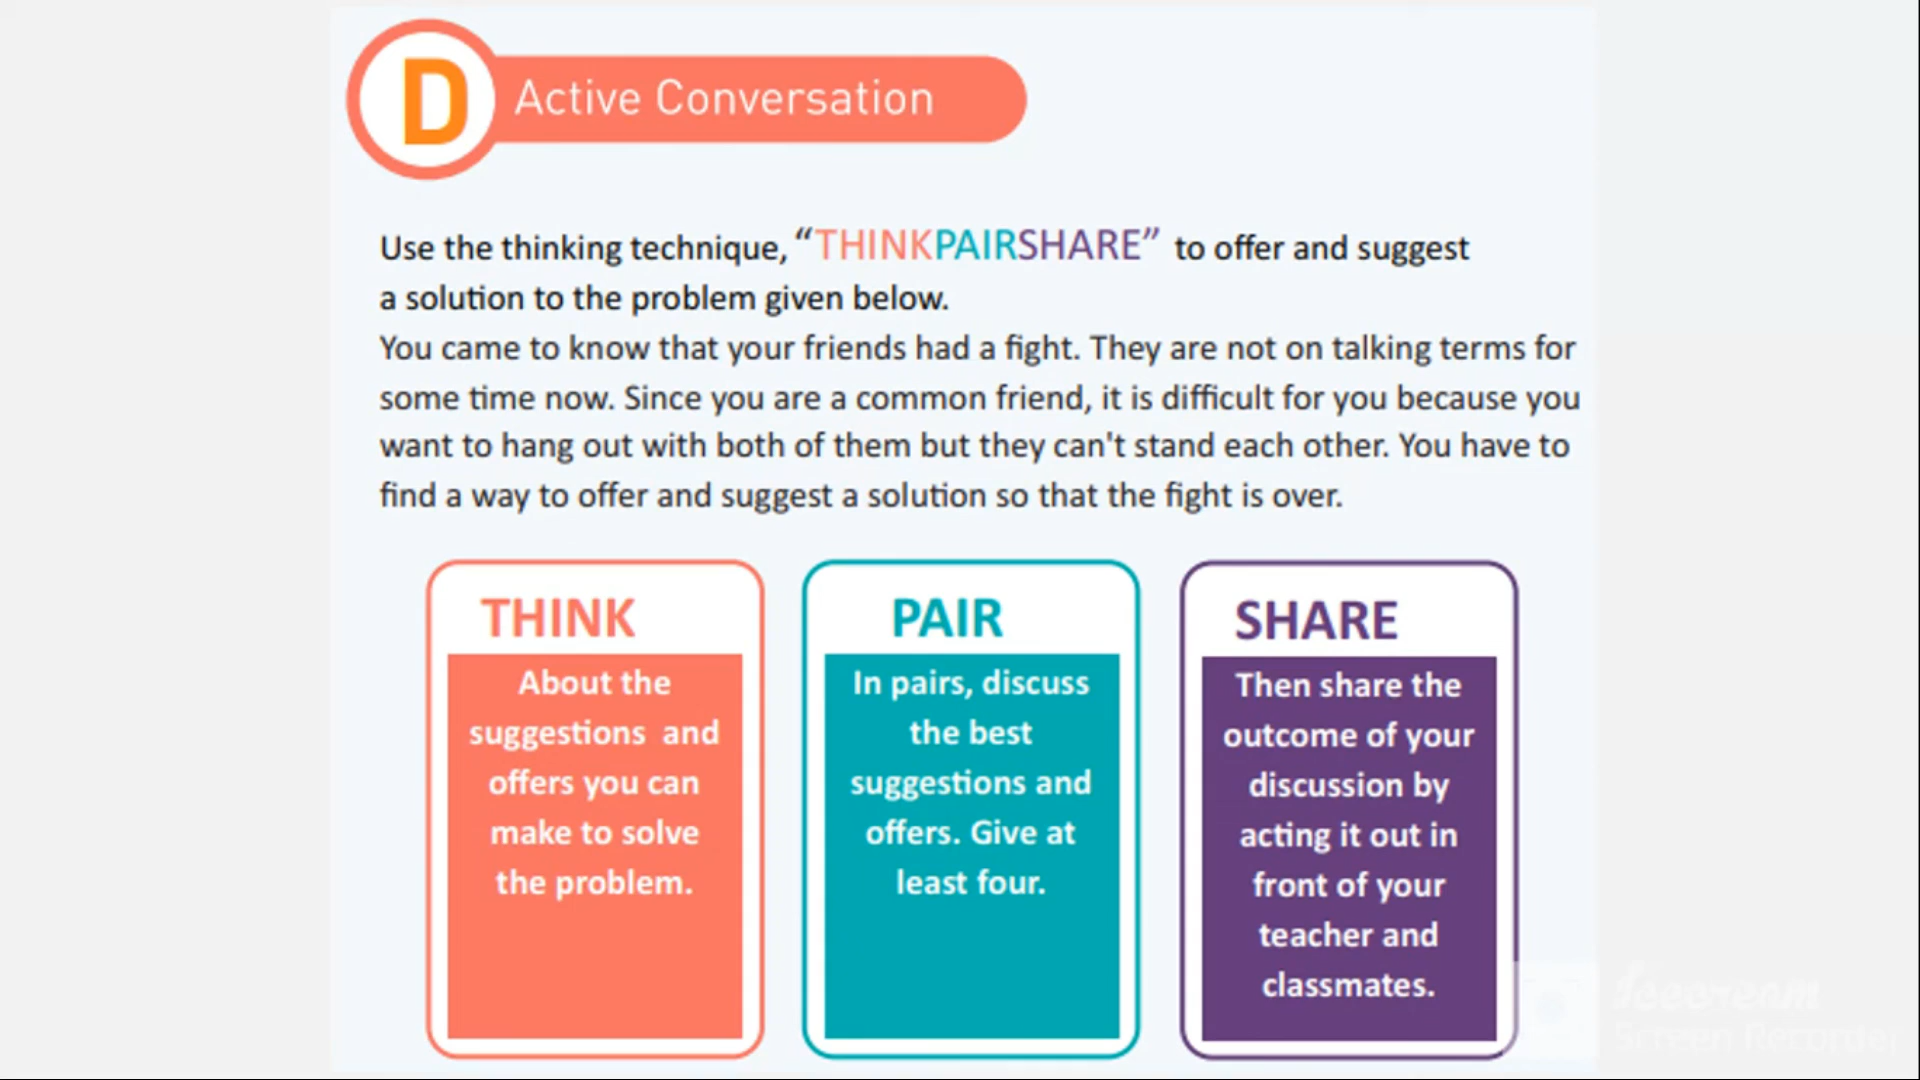 D Active Conversation
Use the thinking technique, “THINKPAIRSHARE” to offer and suggest
a solution to the problem given below.
You came to know that your friends had a fight. They are not on talking terms for
some time now. Since you are a common friend, it is difficult for you because you
want to hang out with both of them but they can't stand each other. You have to
find a way to offer and suggest a solution so that the fight is over.
THINK
About the
suggestions and
offers you can
make to solve
the problem.
PAIR
In pairs, discuss
the best
suggestions and
offers. Give at
least four.
SHARE
Then share the
outcome of your
discussion by
acting it out in
front of your
teacher and
classmates.
Icecream
Screen Recorder